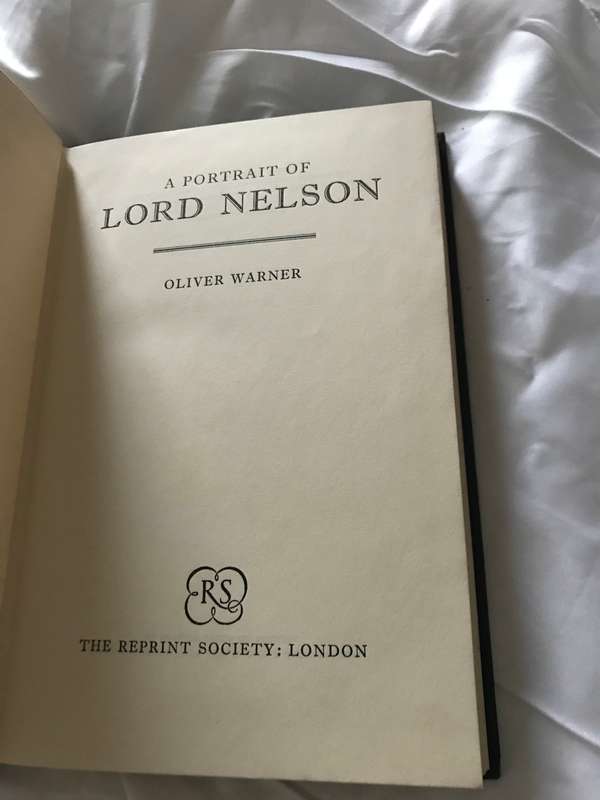 A PORTRAIT OF
LORD NELSON
OLIVER WARNER
RS
THE REPRINT SOCIETY: LONDON